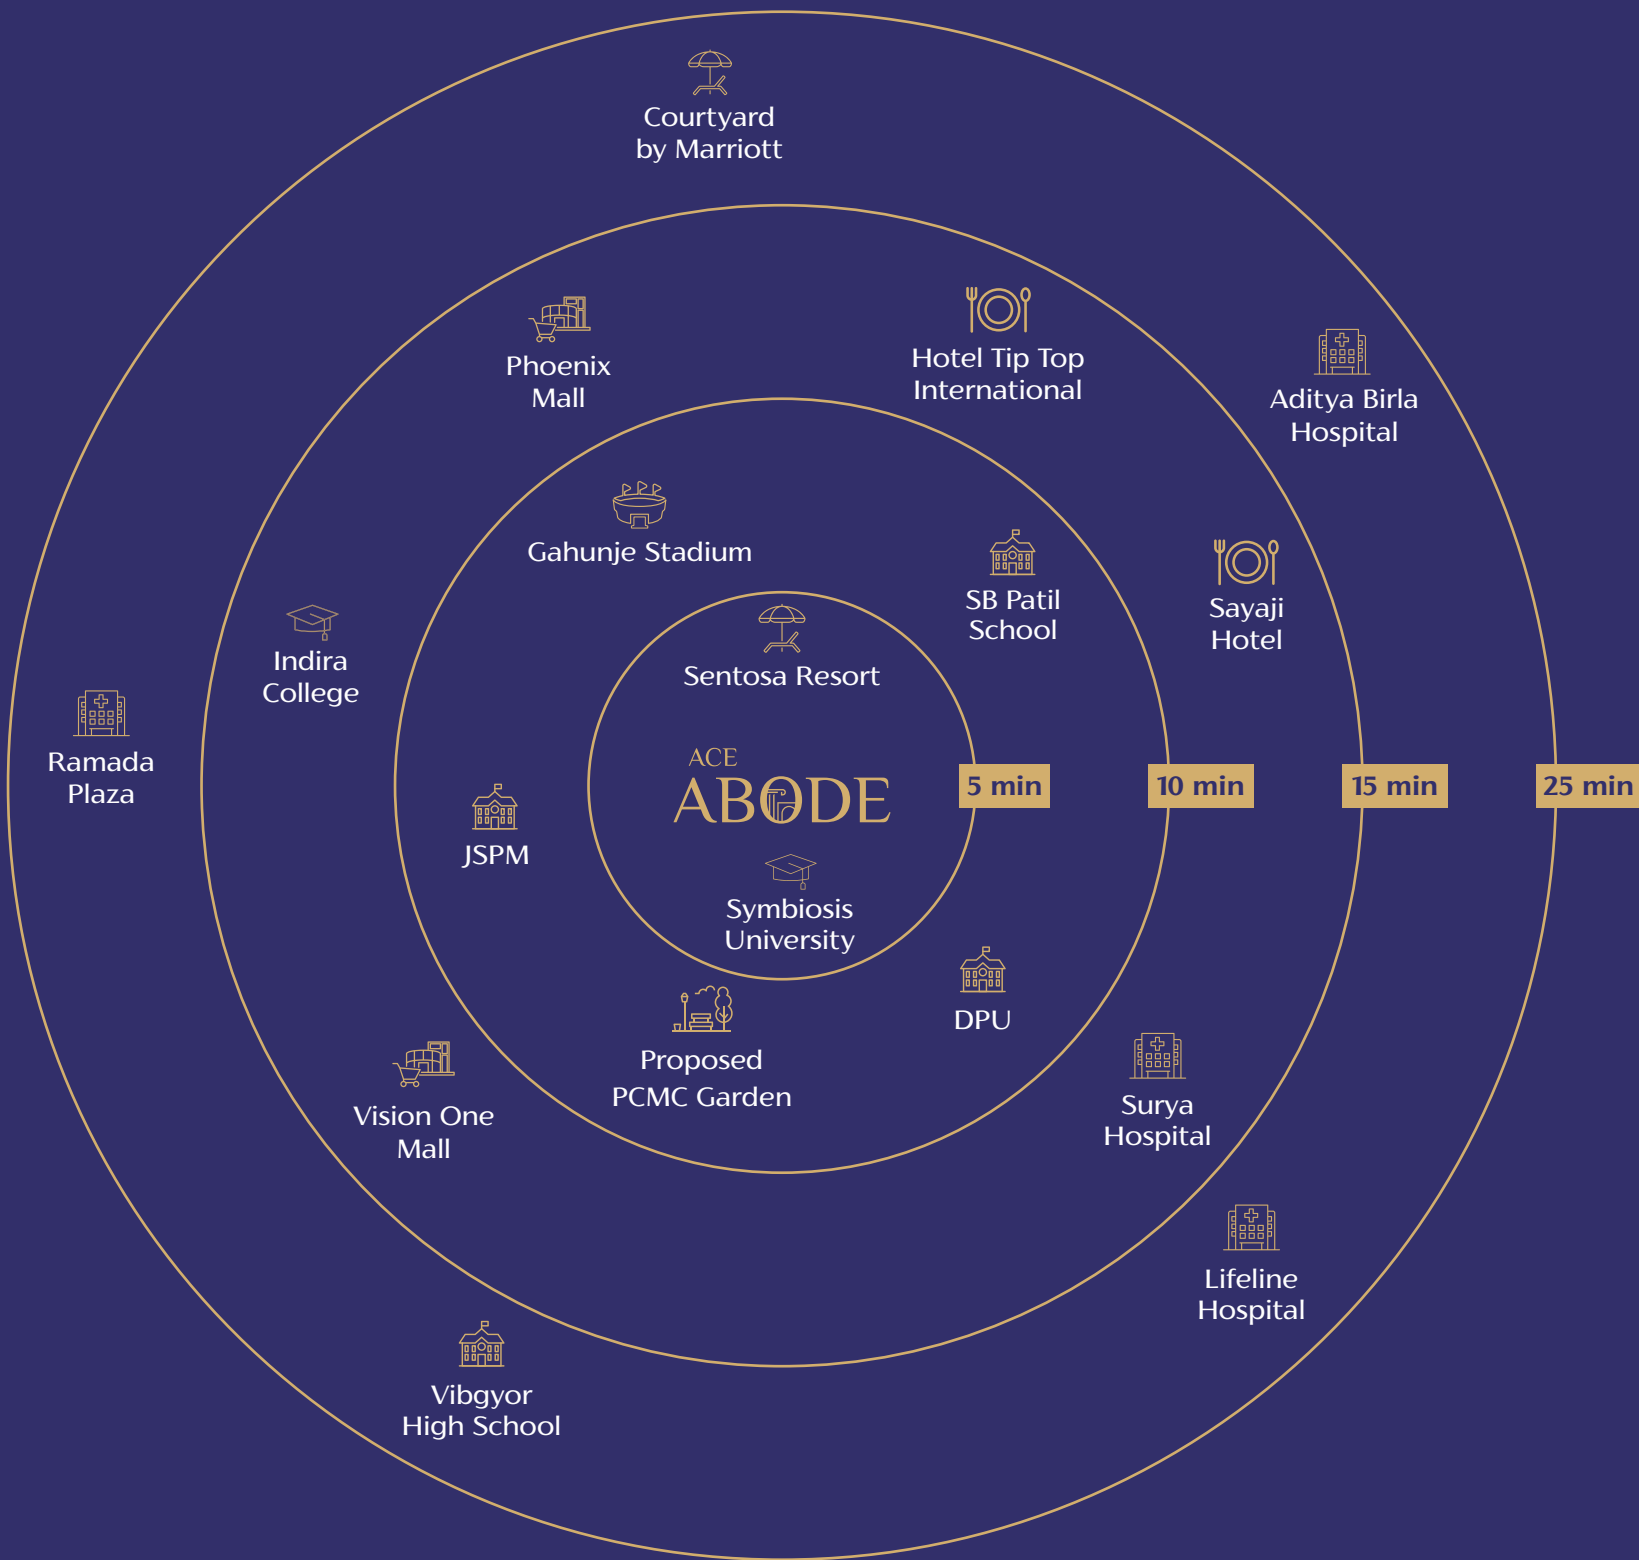 Courtyard
by Marriott
Phoenix
Mall
Hotel Tip Top
International
Aditya Birla
Hospital
Gahunje Stadium
SB Patil
School
Sayaji
Hotel
Indira
College
Sentosa Resort
Ramada
Plaza
ACE
ABODE
5 min
10 min
15 min
25 min
JSPM
Symbiosis
University
DPU
Proposed
PCMC Garden
Vision One
Mall
Surya
Hospital
Lifeline
Hospital
Vibgyor
High School